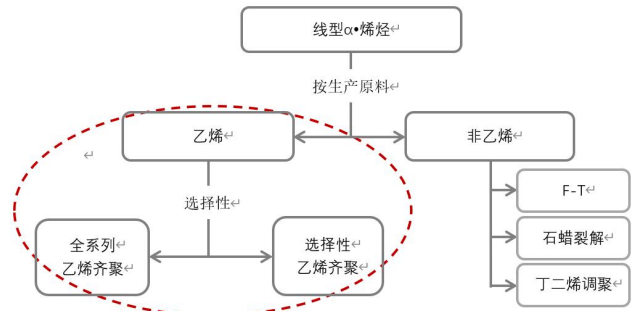 线型α•烯烃
按生产原料
乙烯
非乙烯
选择性
F-T
全系列
乙烯齐聚
选择性
乙烯齐聚
石蜡裂解
丁二烯调聚